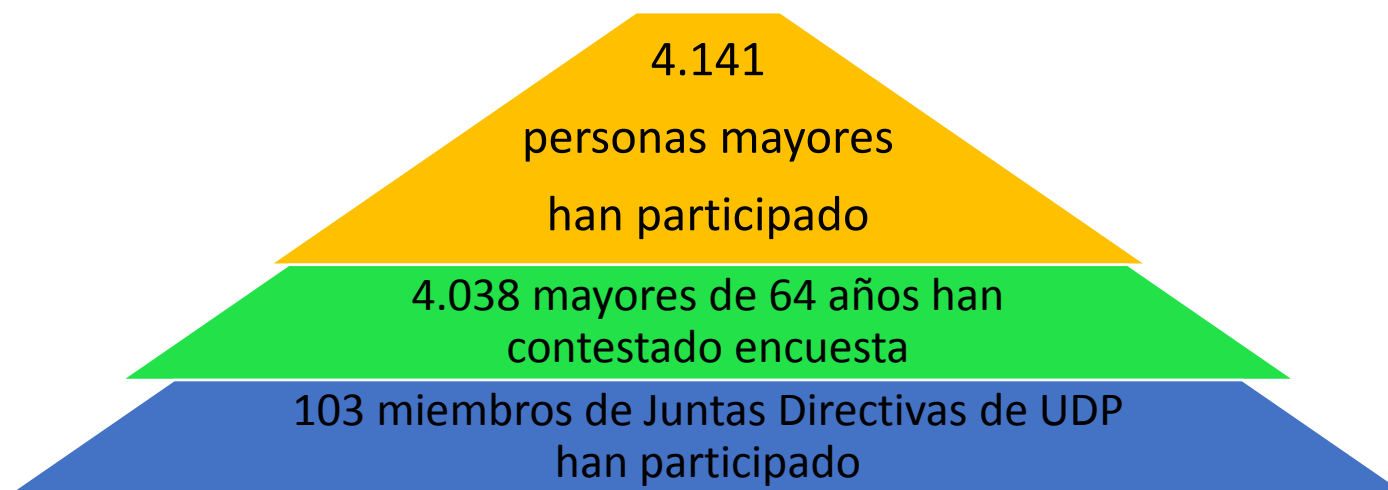 4.141
personas mayores
han participado
4.038 mayores de 64 años han
contestado encuesta
103 miembros de Juntas Directivas de UDP
han participado